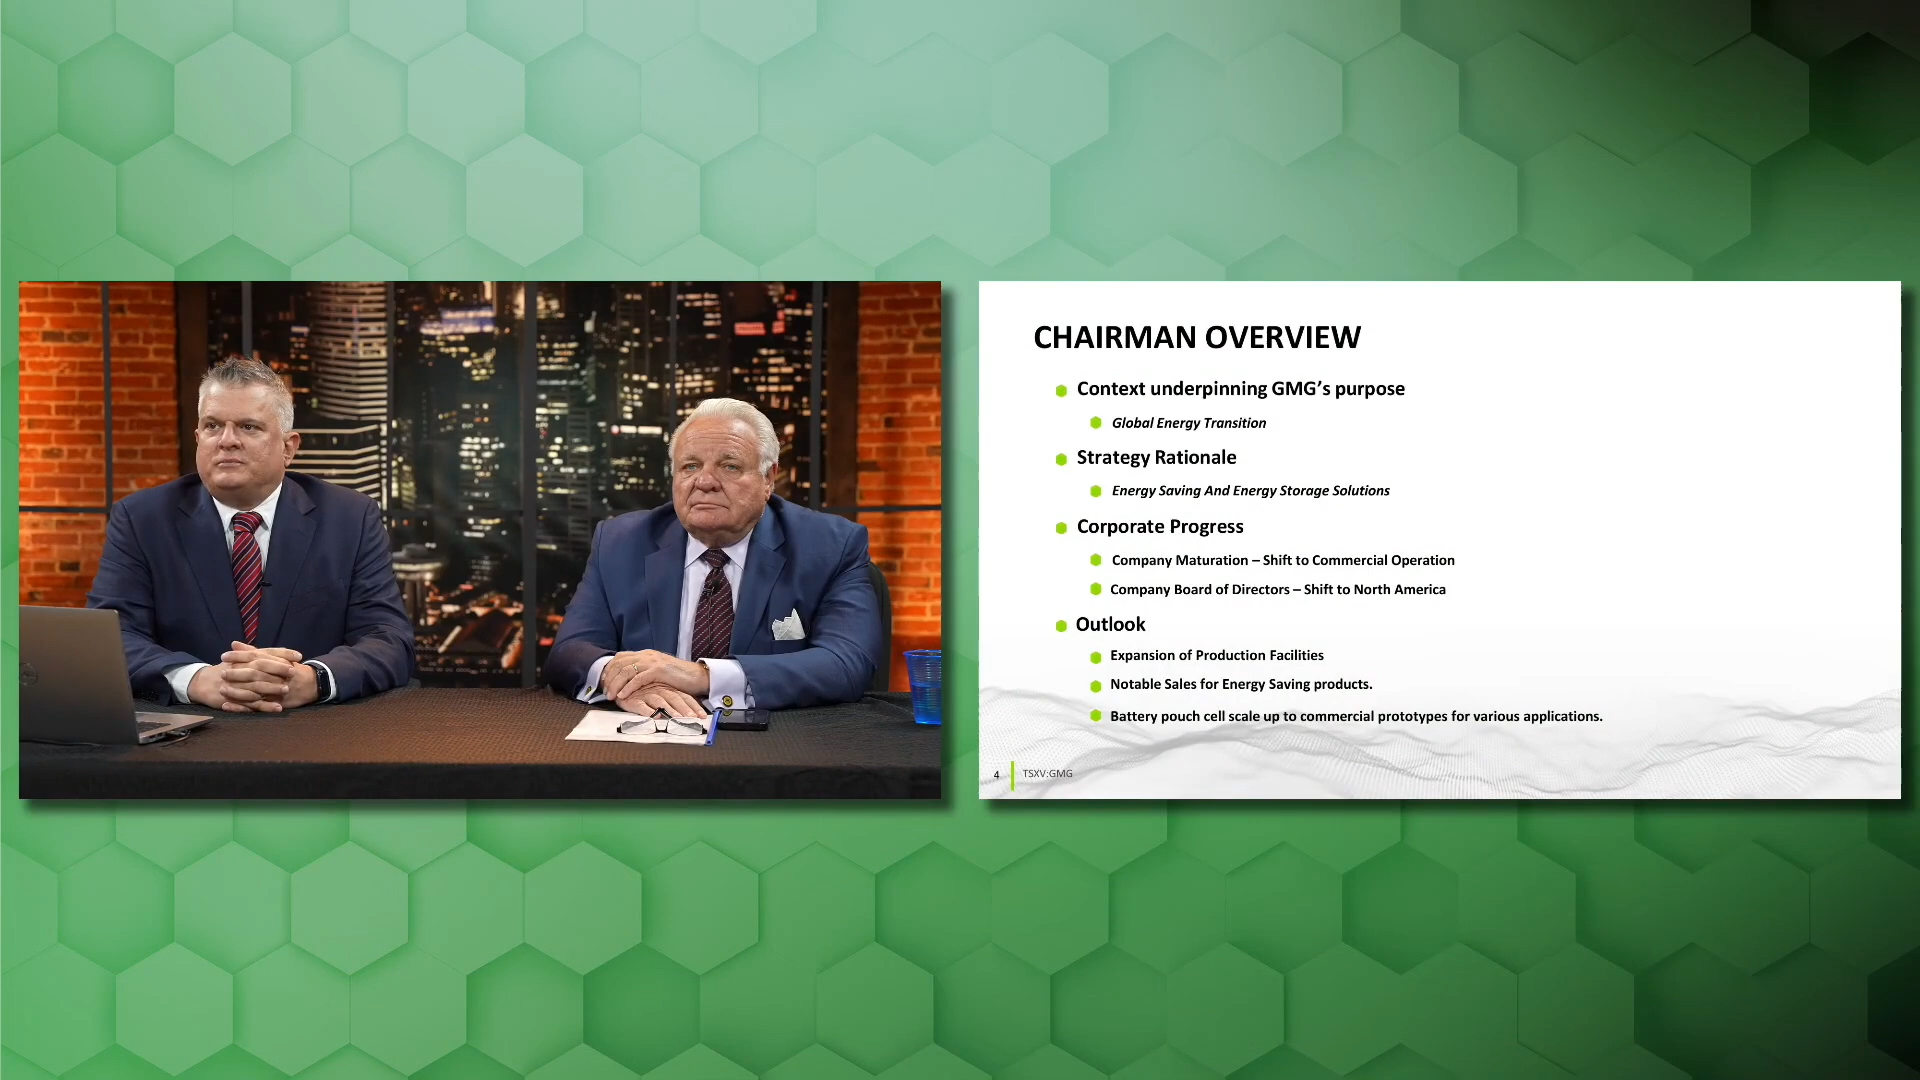 CHAIRMAN OVERVIEW
Context underpinning GMG’s purpose
Global Energy Transition
Strategy Rationale
Energy Saving And Energy Storage Solutions
Corporate Progress
Company Maturation – Shift to Commercial Operation
Company Board of Directors – Shift to North America
Outlook
Expansion of Production Facilities
Notable Sales for Energy Saving products.
Battery pouch cell scale up to commercial prototypes for various applications.
4
TSXV:GMG